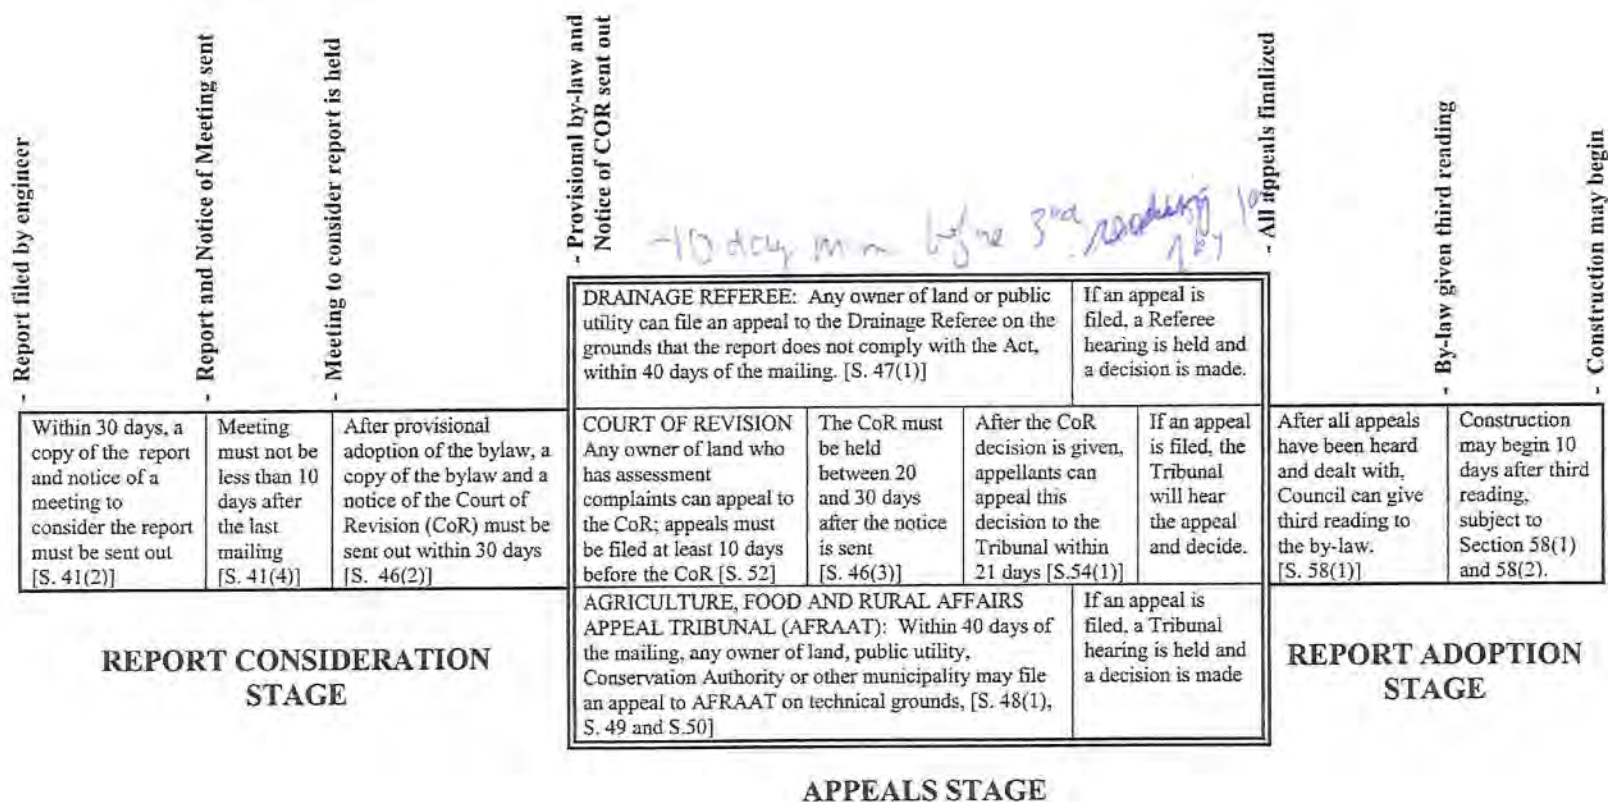 - Report filed by engineer
- Report and Notice of Meeting sent
- Meeting to consider report is held
- Provisional by-law and
Notice of COR sent out
- All appeals finalized
- By-law given third reading
- Construction may begin
day before 3rd reading
DRAINAGE REFEREE: Any owner of land or public
utility can file an appeal to the Drainage Referee on the
grounds that the report does not comply with the Act,
within 40 days of the mailing. [S. 47(1)]
If an appeal is
filed, a Referee
hearing is held and
a decision is made.
Within 30 days, a
copy of the report
and notice of a
meeting to
consider the report
must be sent out
[S. 41(2)]
Meeting
must not be
less than 10
days after
the last
mailing
[S. 41(4)]
After provisional
adoption of the bylaw, a
copy of the bylaw and a
notice of the Court of
Revision (CoR) must be
sent out within 30 days
[S. 46(2)]
COURT OF REVISION
Any owner of land who
has assessment
complaints can appeal to
the CoR; appeals must
be filed at least 10 days
before the CoR [S. 52]
The CoR must
be held
between 20
and 30 days
after the notice
is sent
[S. 46(3)]
After the CoR
decision is given,
appellants can
appeal this
decision to the
Tribunal within
21 days [S.54(1)]
If an appeal
is filed, the
Tribunal
will hear
the appeal
and decide.
After all appeals
have been heard
and dealt with,
Council can give
third reading to
the by-law.
[S. 58(1)]
Construction
may begin 10
days after third
reading,
subject to
Section 58(1)
and 58(2).
AGRICULTURE, FOOD AND RURAL AFFAIRS
APPEAL TRIBUNAL (AFRAAT): Within 40 days of
the mailing, any owner of land, public utility,
Conservation Authority or other municipality may file
an appeal to AFRAAT on technical grounds, [S. 48(1),
S. 49 and S.50]
If an appeal is
filed, a Tribunal
hearing is held and
a decision is made
REPORT CONSIDERATION
STAGE
REPORT ADOPTION
STAGE
APPEALS STAGE